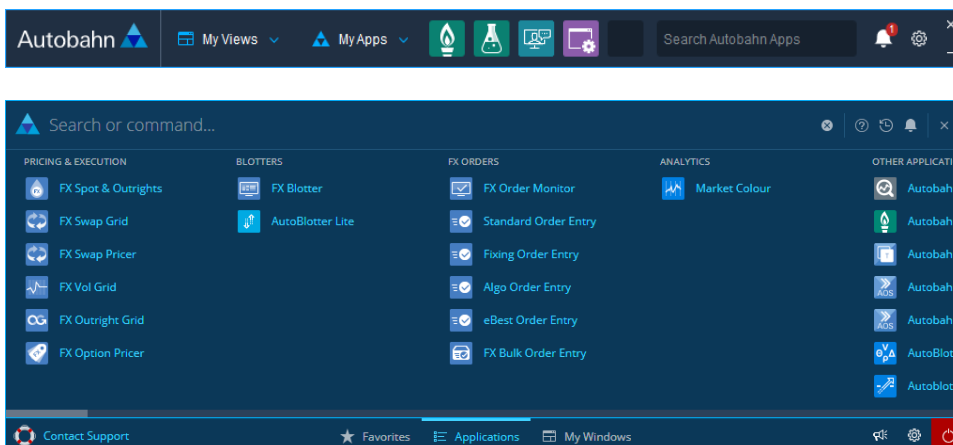 Autobahn My Views My Apps Search Autobahn Apps 1
Search or command...
PRICING & EXECUTION BLOTTERS FX ORDERS ANALYTICS OTHER APPLICATI
FX Spot & Outrights FX Blotter FX Order Monitor Market Colour Autobah
FX Swap Grid AutoBlotter Lite Standard Order Entry Autobah
FX Swap Pricer Fixing Order Entry Autobah
FX Vol Grid Algo Order Entry AOS Autobah
FX Outright Grid eBest Order Entry AOS Autobah
FX Option Pricer FX Bulk Order Entry AutoBlot
Autoblot
Contact Support Favorites Applications My Windows